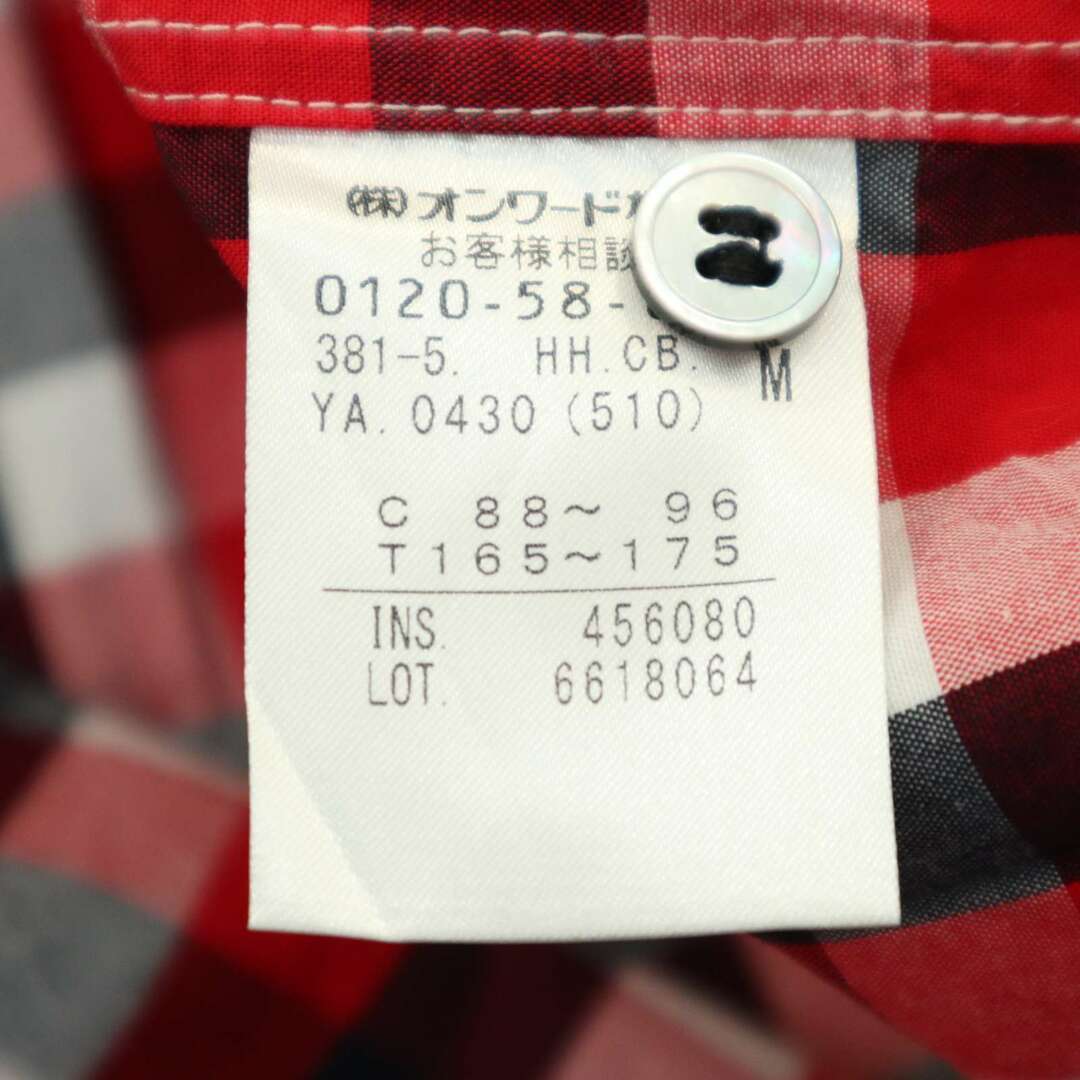 (株)オンワード
お客様相談
0120-58-
381-5. HH.CB. M
YA. 0430 (510)
C 88～ 96
T165～175
INS. 456080
LOT. 6618064